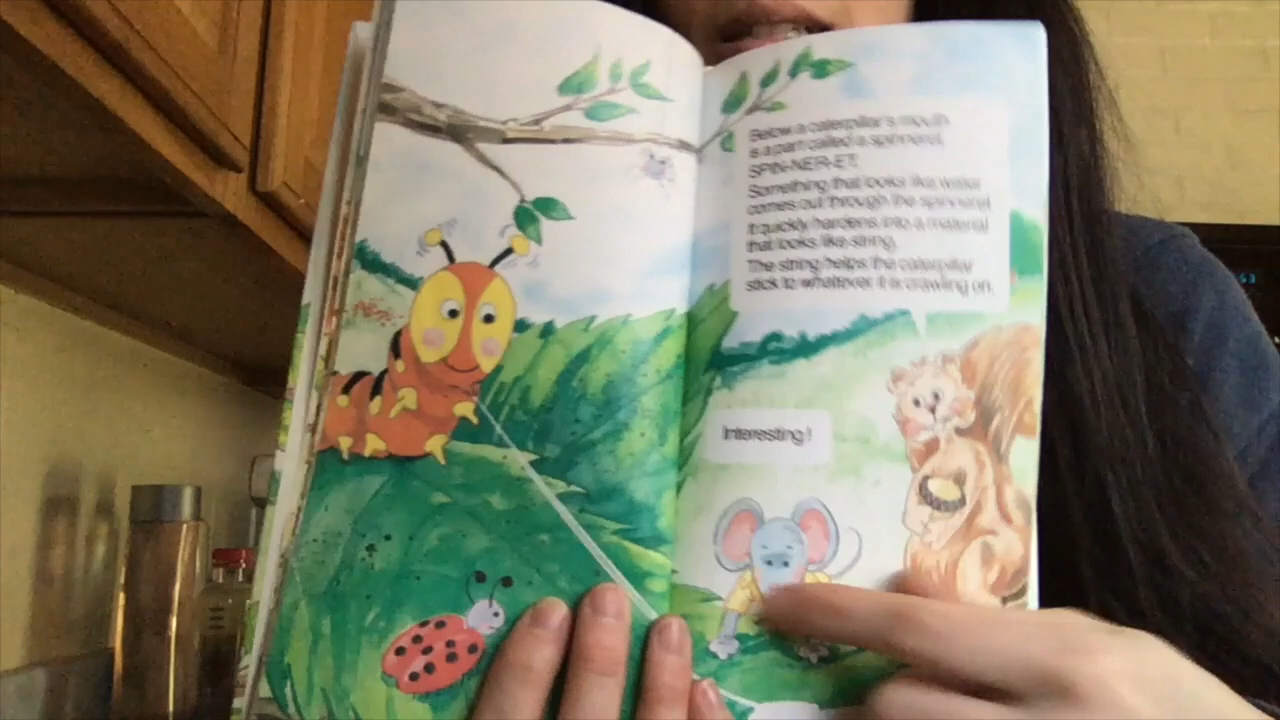 Below a caterpillar's mouth
is a part called a spinneret,
SPIN-NER-ET.
Something that looks like water
comes out through the spinneret.
It quickly hardens into a material
that looks like string.
The string helps the caterpillar
stick to whatever it is crawling on.
Interesting!